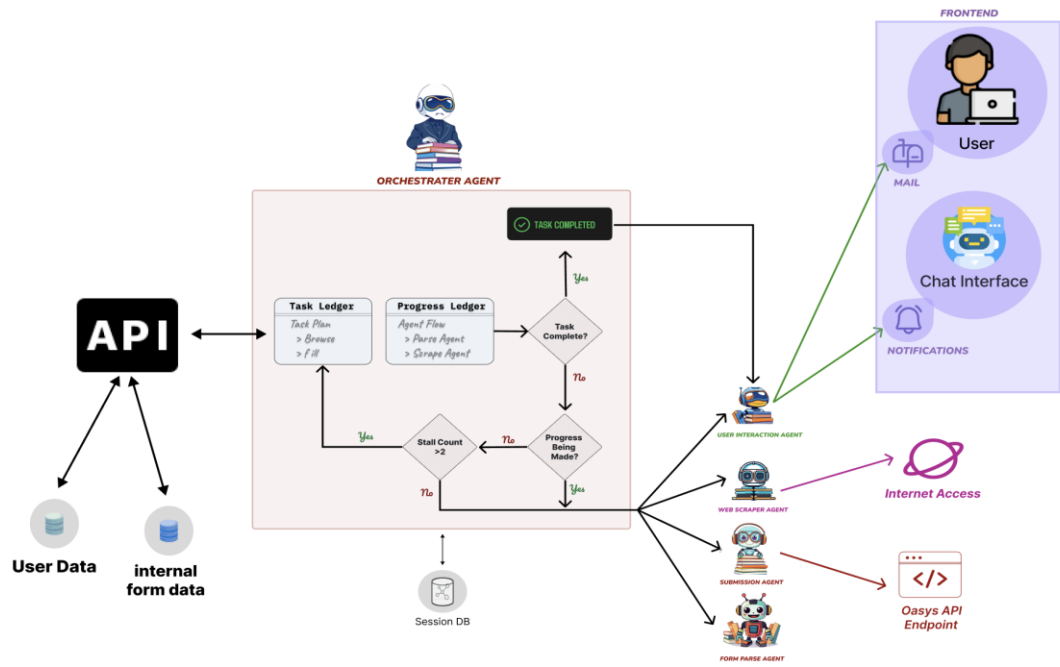 FRONTEND
User
MAIL
Chat Interface
NOTIFICATIONS
ORCHESTRATER AGENT
TASK COMPLETED
Yes
Task Ledger
Task Plan
> Browse
> fill
Progress Ledger
Agent Flow
> Parse Agent
> Scrape Agent
Task
Complete?
No
API
Stall Count
>2
Yes
No
No
Progress
Being
Made?
Yes
USER INTERACTION AGENT
WEB SCRAPER AGENT
Internet Access
SUBMISSION AGENT
Oasys API
Endpoint
FORM PARSE AGENT
User Data
internal
form data
Session DB